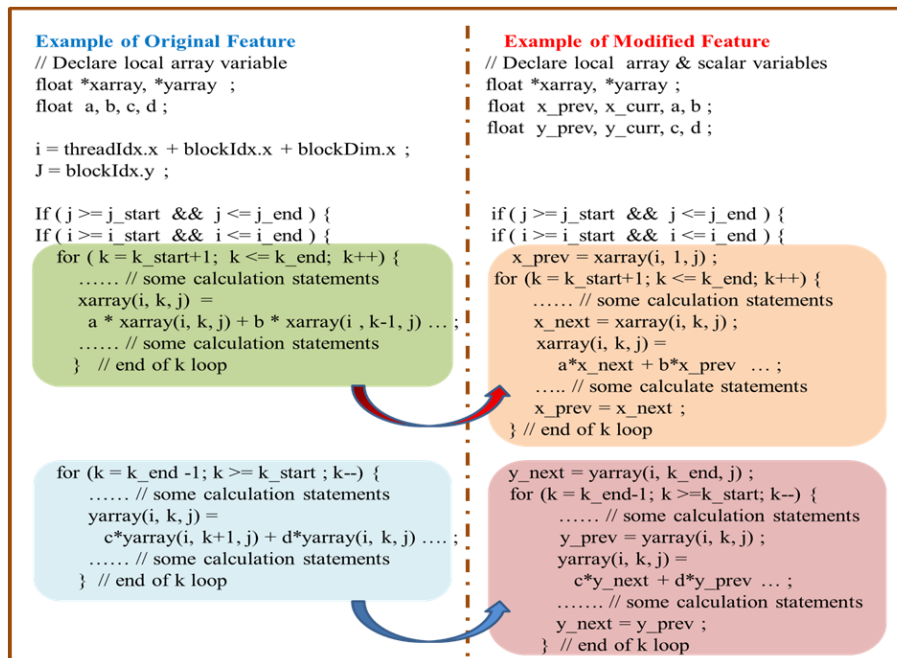 Example of Original Feature
// Declare local array variable
float *xarray, *yarray ;
float a, b, c, d ;
i = threadIdx.x + blockIdx.x + blockDim.x ;
J = blockIdx.y ;
If ( j >= j_start && j <= j_end ) {
If ( i >= i_start && i <= i_end ) {
for ( k = k_start+1; k <= k_end; k++) {
...... // some calculation statements
xarray(i, k, j) =
a * xarray(i, k, j) + b * xarray(i , k-1, j) ... ;
...... // some calculation statements
} // end of k loop
for (k = k_end -1; k >= k_start ; k--) {
...... // some calculation statements
yarray(i, k, j) =
c*yarray(i, k+1, j) + d*yarray(i, k, j) .... ;
...... // some calculation statements
} // end of k loop
Example of Modified Feature
// Declare local array & scalar variables
float *xarray, *yarray ;
float x_prev, x_curr, a, b ;
float y_prev, y_curr, c, d ;
if ( j >= j_start && j <= j_end ) {
if ( i >= i_start && i <= i_end ) {
x_prev = xarray(i, 1, j) ;
for (k = k_start+1; k <= k_end; k++) {
...... // some calculation statements
x_next = xarray(i, k, j) ;
xarray(i, k, j) =
a*x_next + b*x_prev ... ;
..... // some calculate statements
x_prev = x_next ;
} // end of k loop
y_next = yarray(i, k_end, j) ;
for (k = k_end-1; k >=k_start; k--) {
...... // some calculation statements
y_prev = yarray(i, k, j) ;
yarray(i, k, j) =
c*y_next + d*y_prev ... ;
....... // some calculation statements
y_next = y_prev ;
} // end of k loop